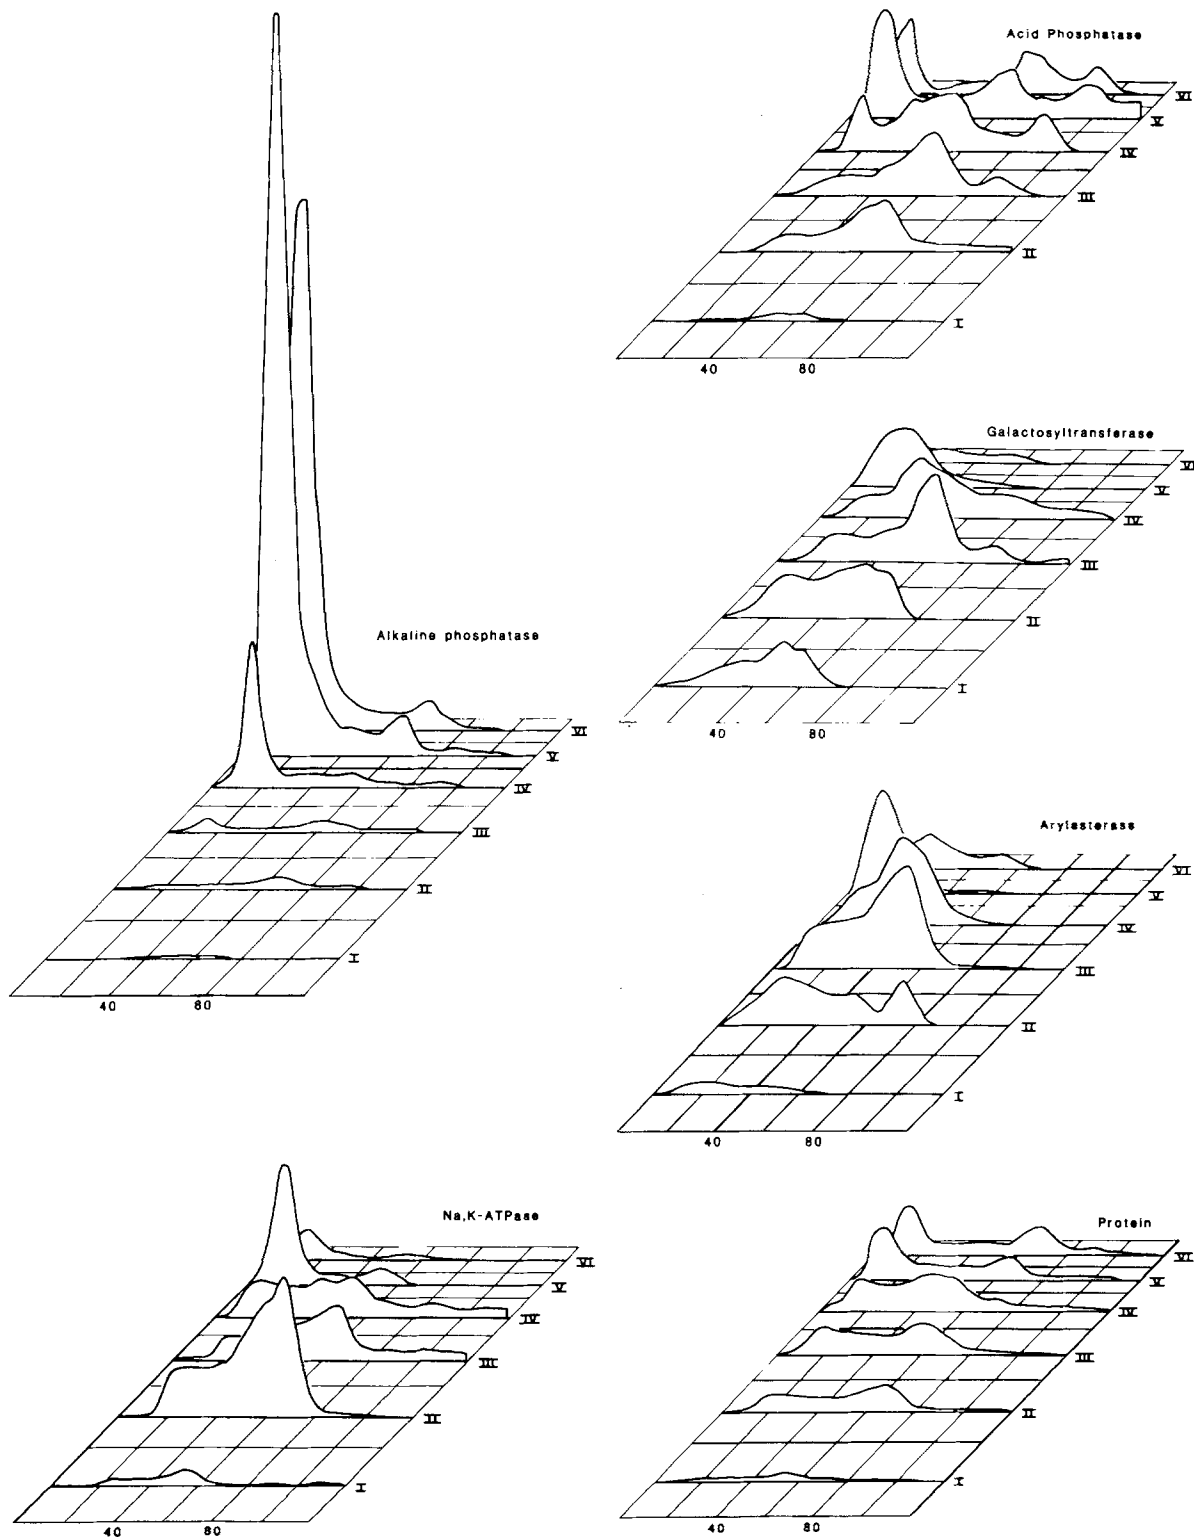 Alkaline phosphatase
VI
V
IV
III
II
I
40 80
Na,K-ATPase
VI
V
IV
III
II
I
40 80
Acid Phosphatase
VI
V
IV
III
II
I
40 80
Galactosyltransferase
VI
V
IV
III
II
I
40 80
Arylasterase
VI
V
IV
III
II
I
40 80
Protein
VI
V
IV
III
II
I
40 80